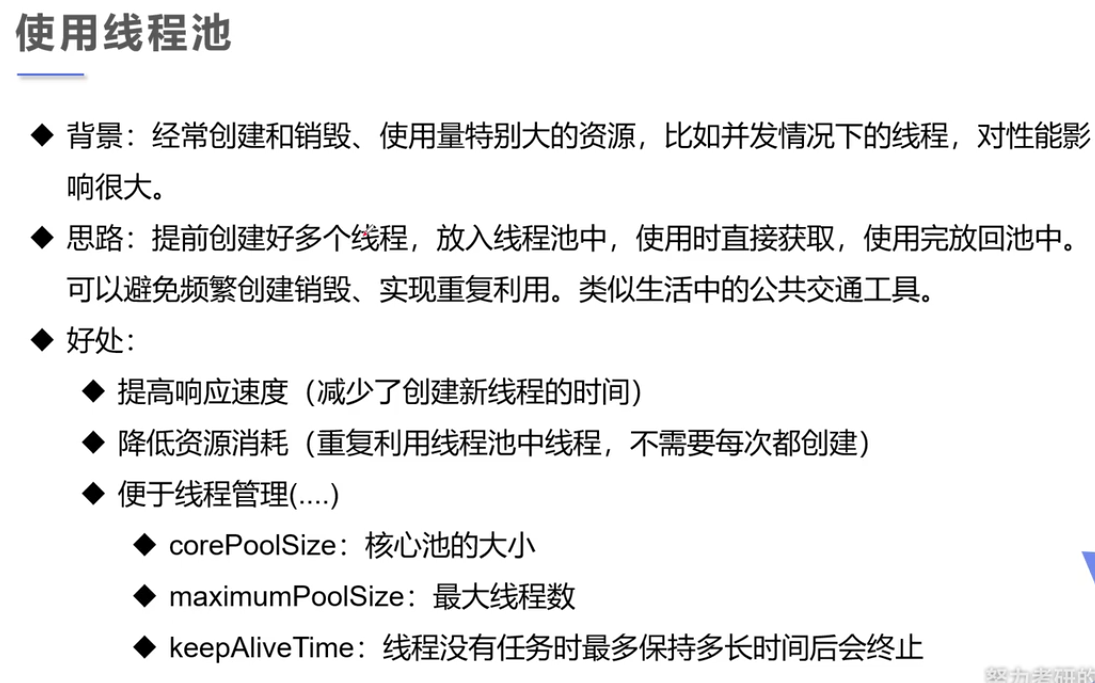 使用线程池
◆ 背景：经常创建和销毁、使用量特别大的资源，比如并发情况下的线程，对性能影
响很大。
◆ 思路：提前创建好多个线程，放入线程池中，使用时直接获取，使用完放回池中。
可以避免频繁创建销毁、实现重复利用。类似生活中的公共交通工具。
◆ 好处：
◆ 提高响应速度（减少了创建新线程的时间）
◆ 降低资源消耗（重复利用线程池中线程，不需要每次都创建）
◆ 便于线程管理(....)
◆ corePoolSize：核心池的大小
◆ maximumPoolSize：最大线程数
◆ keepAliveTime：线程没有任务时最多保持多长时间后会终止
努力考研的